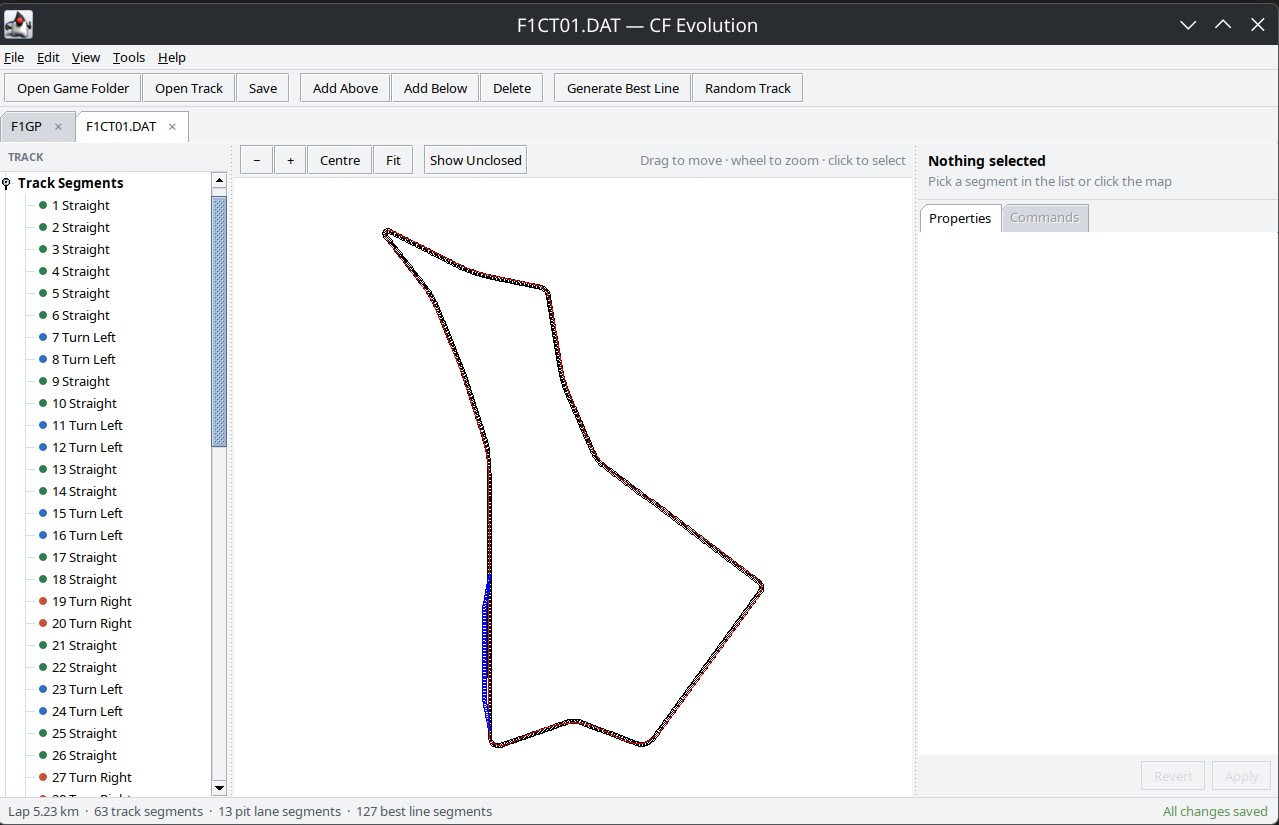 F1CT01.DAT — CF Evolution
File Edit View Tools Help
Open Game Folder Open Track Save Add Above Add Below Delete Generate Best Line Random Track
F1GP × F1CT01.DAT ×
TRACK
Track Segments
1 Straight
2 Straight
3 Straight
4 Straight
5 Straight
6 Straight
7 Turn Left
8 Turn Left
9 Straight
10 Straight
11 Turn Left
12 Turn Left
13 Straight
14 Straight
15 Turn Left
16 Turn Left
17 Straight
18 Straight
19 Turn Right
20 Turn Right
21 Straight
22 Straight
23 Turn Left
24 Turn Left
25 Straight
26 Straight
27 Turn Right
− + Centre Fit Show Unclosed Drag to move · wheel to zoom · click to select
Nothing selected
Pick a segment in the list or click the map
Properties Commands
Revert Apply
Lap 5.23 km · 63 track segments · 13 pit lane segments · 127 best line segments
All changes saved